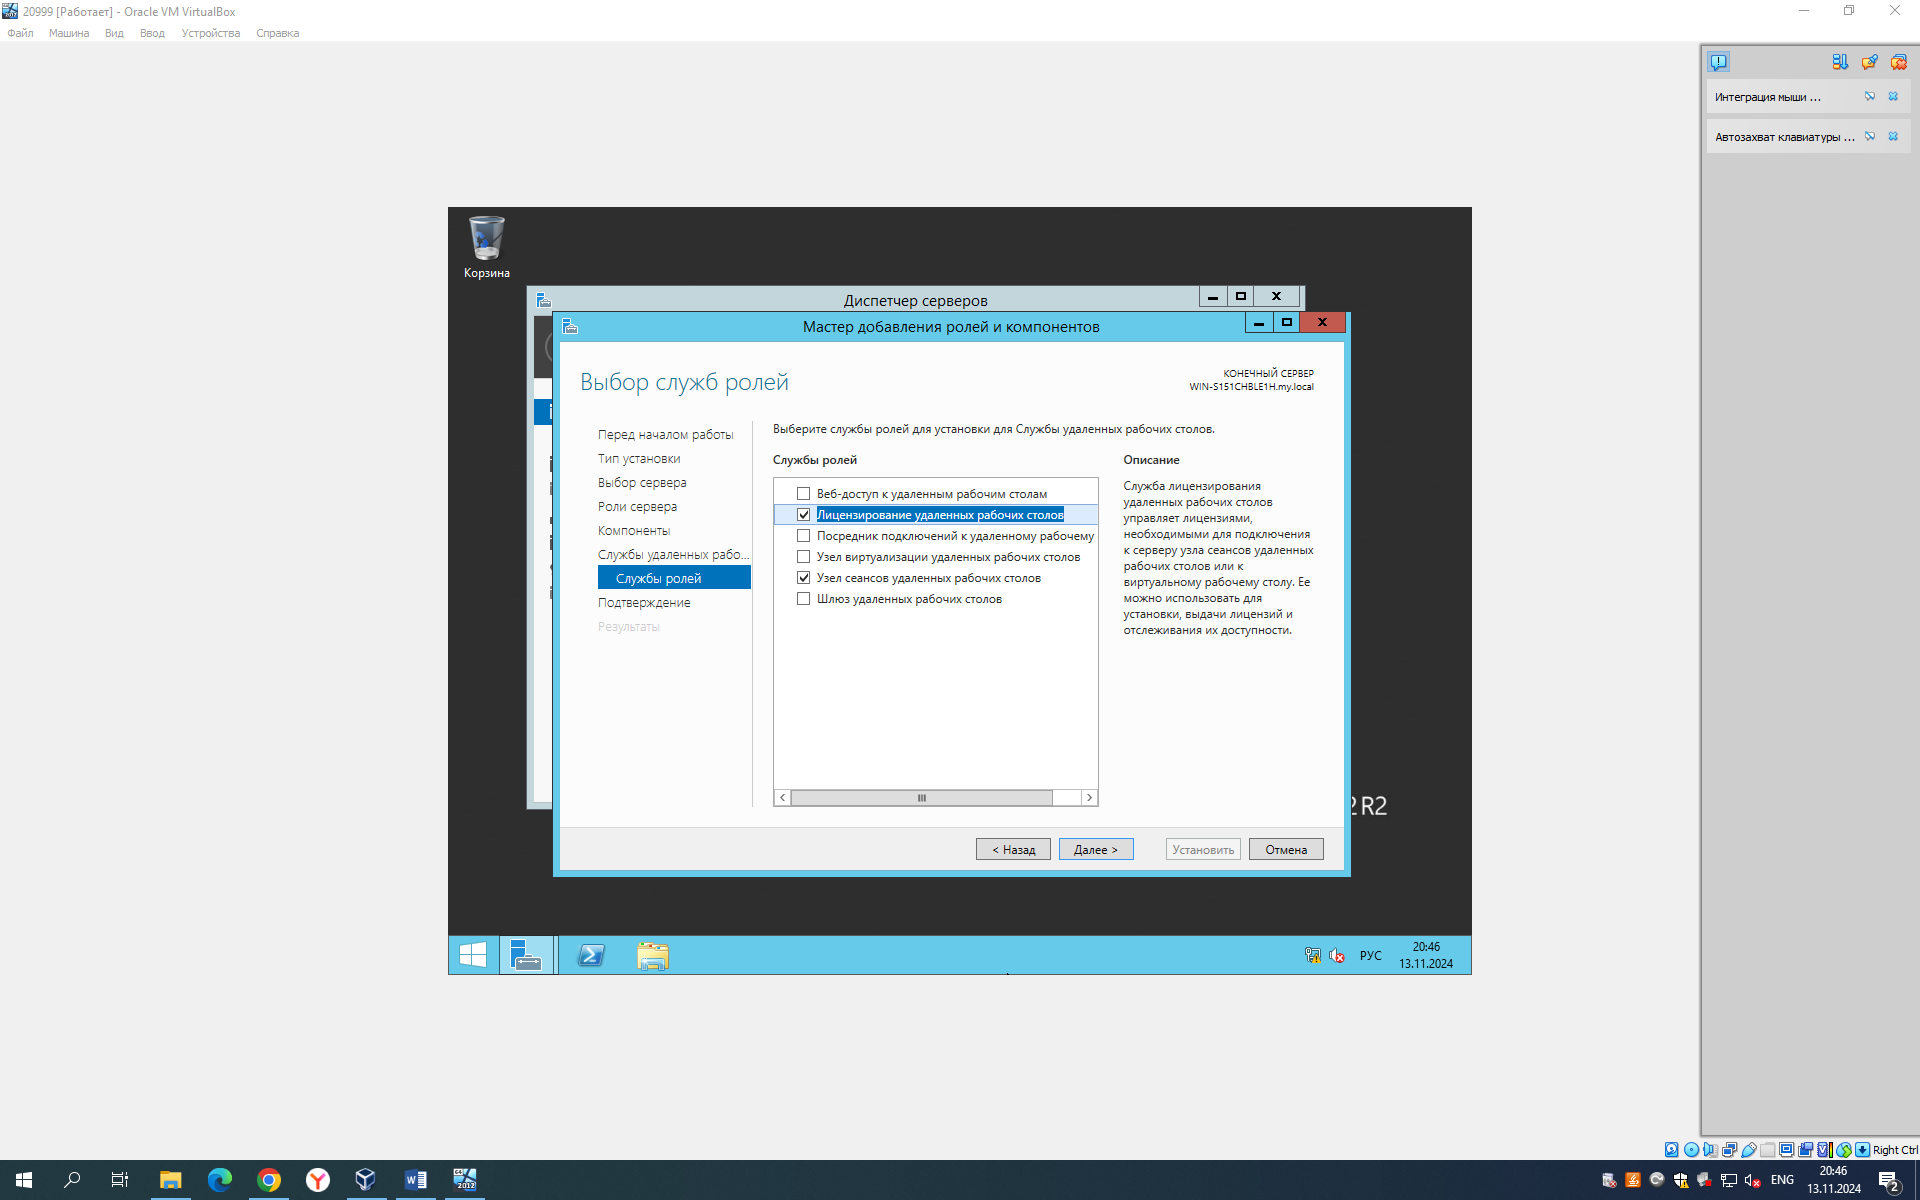 20999 [Работает] - Oracle VM VirtualBox
Файл Машина Вид Ввод Устройства Справка
Интеграция мыши ...
Автозахват клавиатуры ...
Корзина
Диспетчер серверов
Мастер добавления ролей и компонентов
Выбор служб ролей
КОНЕЧНЫЙ СЕРВЕР
WIN-S151CHBLE1H.my.local
Перед началом работы
Тип установки
Выбор сервера
Роли сервера
Компоненты
Службы удаленных рабо...
Службы ролей
Подтверждение
Результаты
Выберите службы ролей для установки для Службы удаленных рабочих столов.
Службы ролей
Веб-доступ к удаленным рабочим столам
Лицензирование удаленных рабочих столов
Посредник подключений к удаленному рабочему
Узел виртуализации удаленных рабочих столов
Узел сеансов удаленных рабочих столов
Шлюз удаленных рабочих столов
Описание
Служба лицензирования
удаленных рабочих столов
управляет лицензиями,
необходимыми для подключения
к серверу узла сеансов удаленных
рабочих столов или к
виртуальному рабочему столу. Ее
можно использовать для
установки, выдачи лицензий и
отслеживания их доступности.
< Назад
Далее >
Установить
Отмена
2 R2
РУС
20:46
13.11.2024
Right Ctrl
ENG
20:46
13.11.2024
2